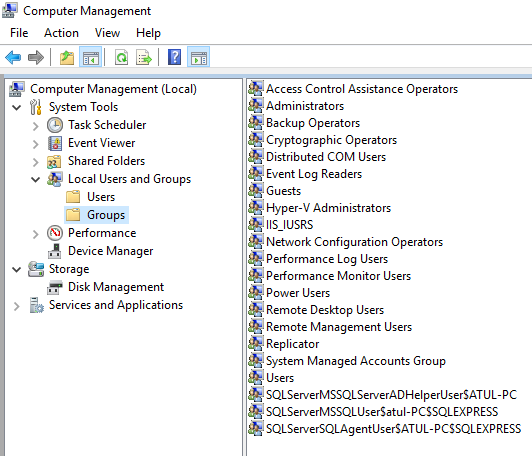 Computer Management
File Action View Help
Computer Management (Local)
System Tools
Task Scheduler
Event Viewer
Shared Folders
Local Users and Groups
Users
Groups
Performance
Device Manager
Storage
Disk Management
Services and Applications
Access Control Assistance Operators
Administrators
Backup Operators
Cryptographic Operators
Distributed COM Users
Event Log Readers
Guests
Hyper-V Administrators
IIS_IUSRS
Network Configuration Operators
Performance Log Users
Performance Monitor Users
Power Users
Remote Desktop Users
Remote Management Users
Replicator
System Managed Accounts Group
Users
SQLServerMSSQLServerADHelperUser$ATUL-PC
SQLServerMSSQLUser$atul-PC$SQLEXPRESS
SQLServerSQLAgentUser$ATUL-PC$SQLEXPRESS